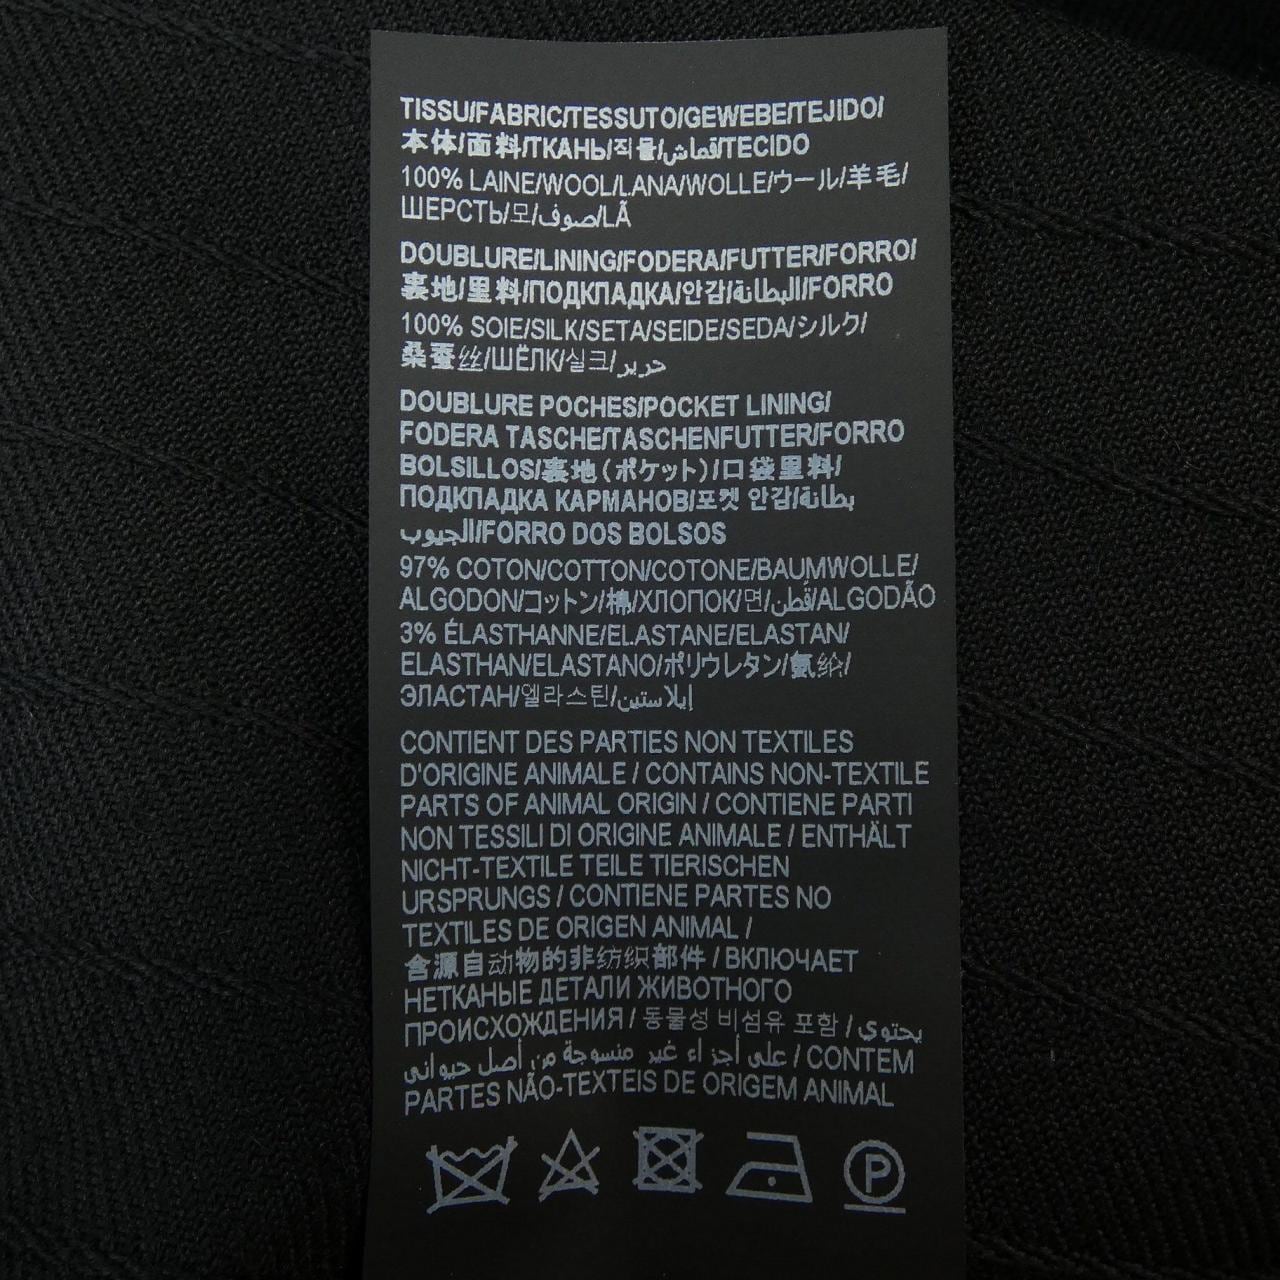 TISSU/FABRIC/TESSUTO/GEWEBE/TEJIDO/
本体/面料/ТКАНЬ/직물/قماش/TECIDO
100% LAINE/WOOL/LANA/WOLLE/ウール/羊毛/
ШЕРСТЬ/모/صوف/LÃ
DOUBLURE/LINING/FODERA/FUTTER/FORRO/
裏地/里料/ПОДКЛАДКА/안감/البطانة/FORRO
100% SOIE/SILK/SETA/SEIDE/SEDA/シルク/
桑蚕丝/ШЁЛК/실크/حرير
DOUBLURE POCHES/POCKET LINING/
FODERA TASCHE/TASCHENFUTTER/FORRO
BOLSILLOS/裏地(ポケット)/口袋里料/
ПОДКЛАДКА КАРМАНОВ/포켓 안감/بطانة
الجيوب/FORRO DOS BOLSOS
97% COTON/COTTON/COTONE/BAUMWOLLE/
ALGODON/コットン/棉/ХЛОПОК/면/قطن/ALGODÃO
3% ÉLASTHANNE/ELASTANE/ELASTAN/
ELASTHAN/ELASTANO/ポリウレタン/氨纶/
ЭЛАСТАН/엘라스틴/إيلاستين
CONTIENT DES PARTIES NON TEXTILES
D'ORIGINE ANIMALE / CONTAINS NON-TEXTILE
PARTS OF ANIMAL ORIGIN / CONTIENE PARTI
NON TESSILI DI ORIGINE ANIMALE / ENTHÄLT
NICHT-TEXTILE TEILE TIERISCHEN
URSPRUNGS / CONTIENE PARTES NO
TEXTILES DE ORIGEN ANIMAL /
含源自动物的非纺织部件 / ВКЛЮЧАЕТ
НЕТКАНЫЕ ДЕТАЛИ ЖИВОТНОГО
ПРОИСХОЖДЕНИЯ / 동물성 비섬유 포함 / يحتوي
على أجزاء غير منسوجة من أصل حيواني / CONTEM
PARTES NÃO-TEXTEIS DE ORIGEM ANIMAL
P